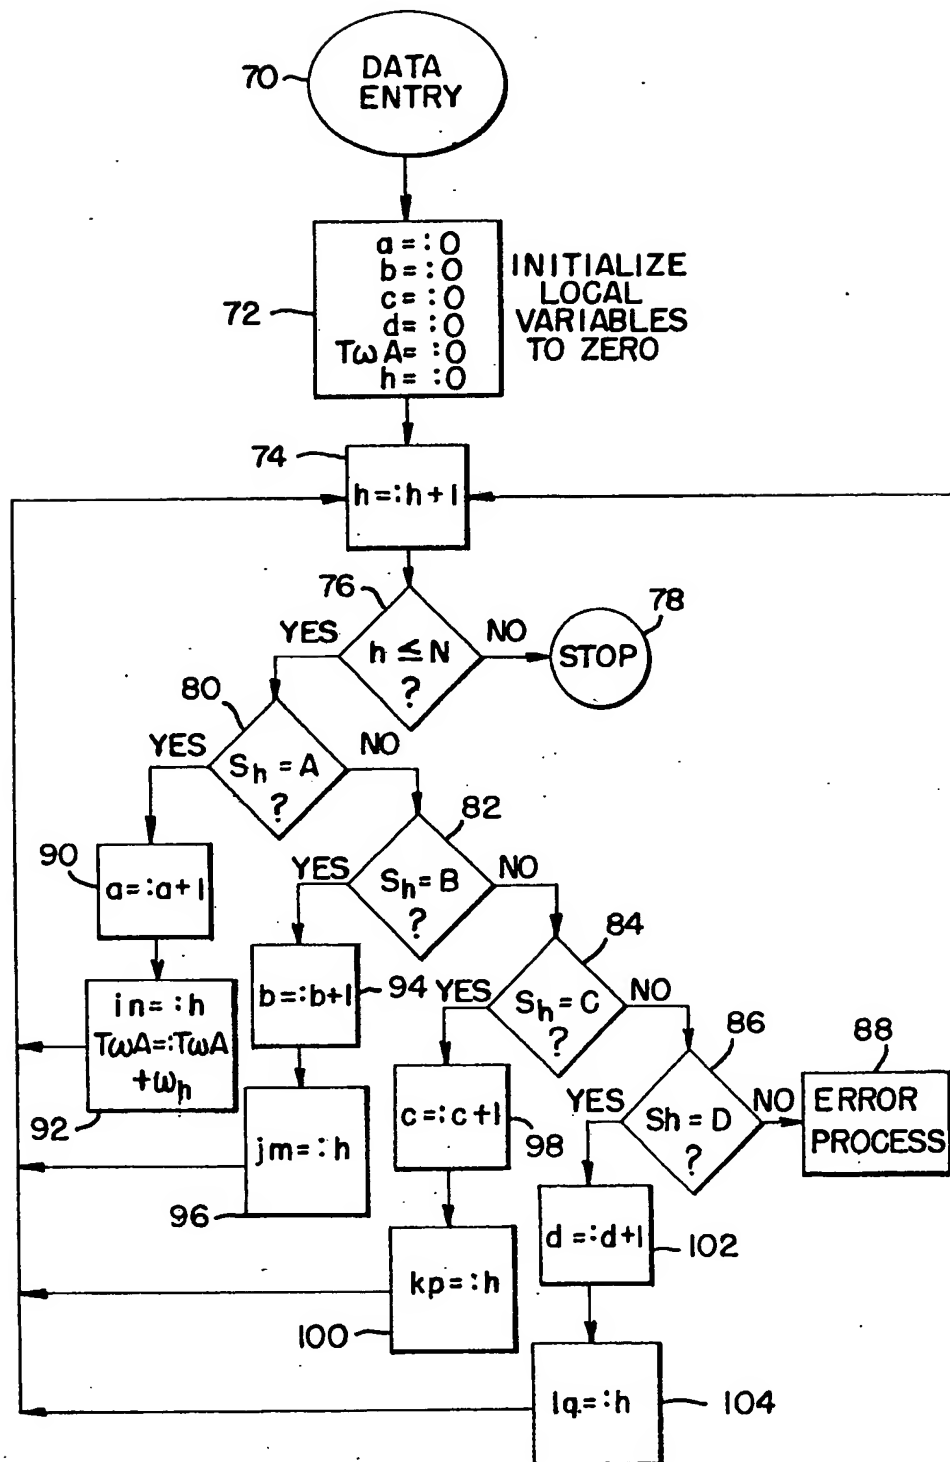 70
DATA
ENTRY
72
a=:0
b=:0
c=:0
d=:0
TωA=:0
h=:0
INITIALIZE
LOCAL
VARIABLES
TO ZERO
74
h=:h+1
76
YES
h ≤ N
?
NO
78
STOP
80
YES
Sh = A
?
NO
82
YES
Sh = B
?
NO
90
a=:a+1
84
YES
Sh = C
?
NO
94
b=:b+1
92
in=:h
TωA=:TωA
+ωh
86
YES
Sh = D
?
NO
88
ERROR
PROCESS
98
c=:c+1
96
jm=:h
102
d=:d+1
100
kp=:h
104
lq=:h